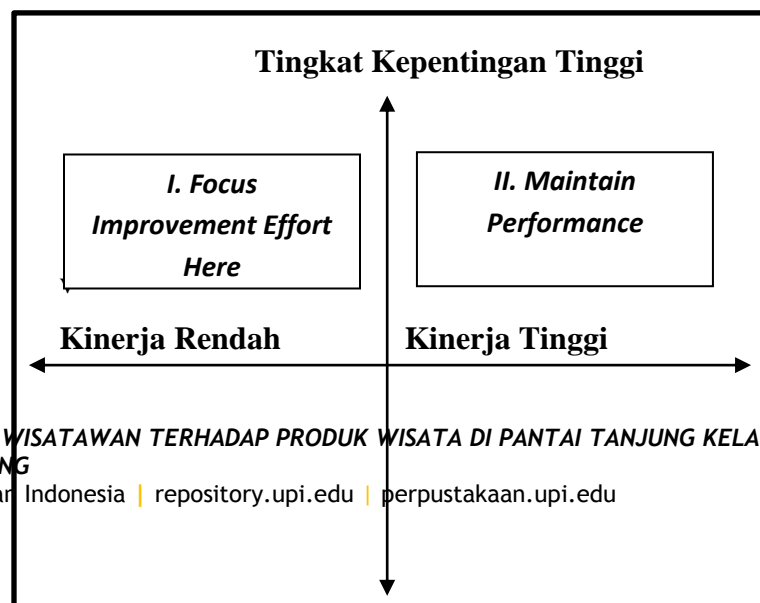 Tingkat Kepentingan Tinggi
I. Focus
Improvement Effort
Here
II. Maintain
Performance
Kinerja Rendah
Kinerja Tinggi
WISATAWAN TERHADAP PRODUK WISATA DI PANTAI TANJUNG
Indonesia | repository.upi.edu | perpustakaan.upi.edu